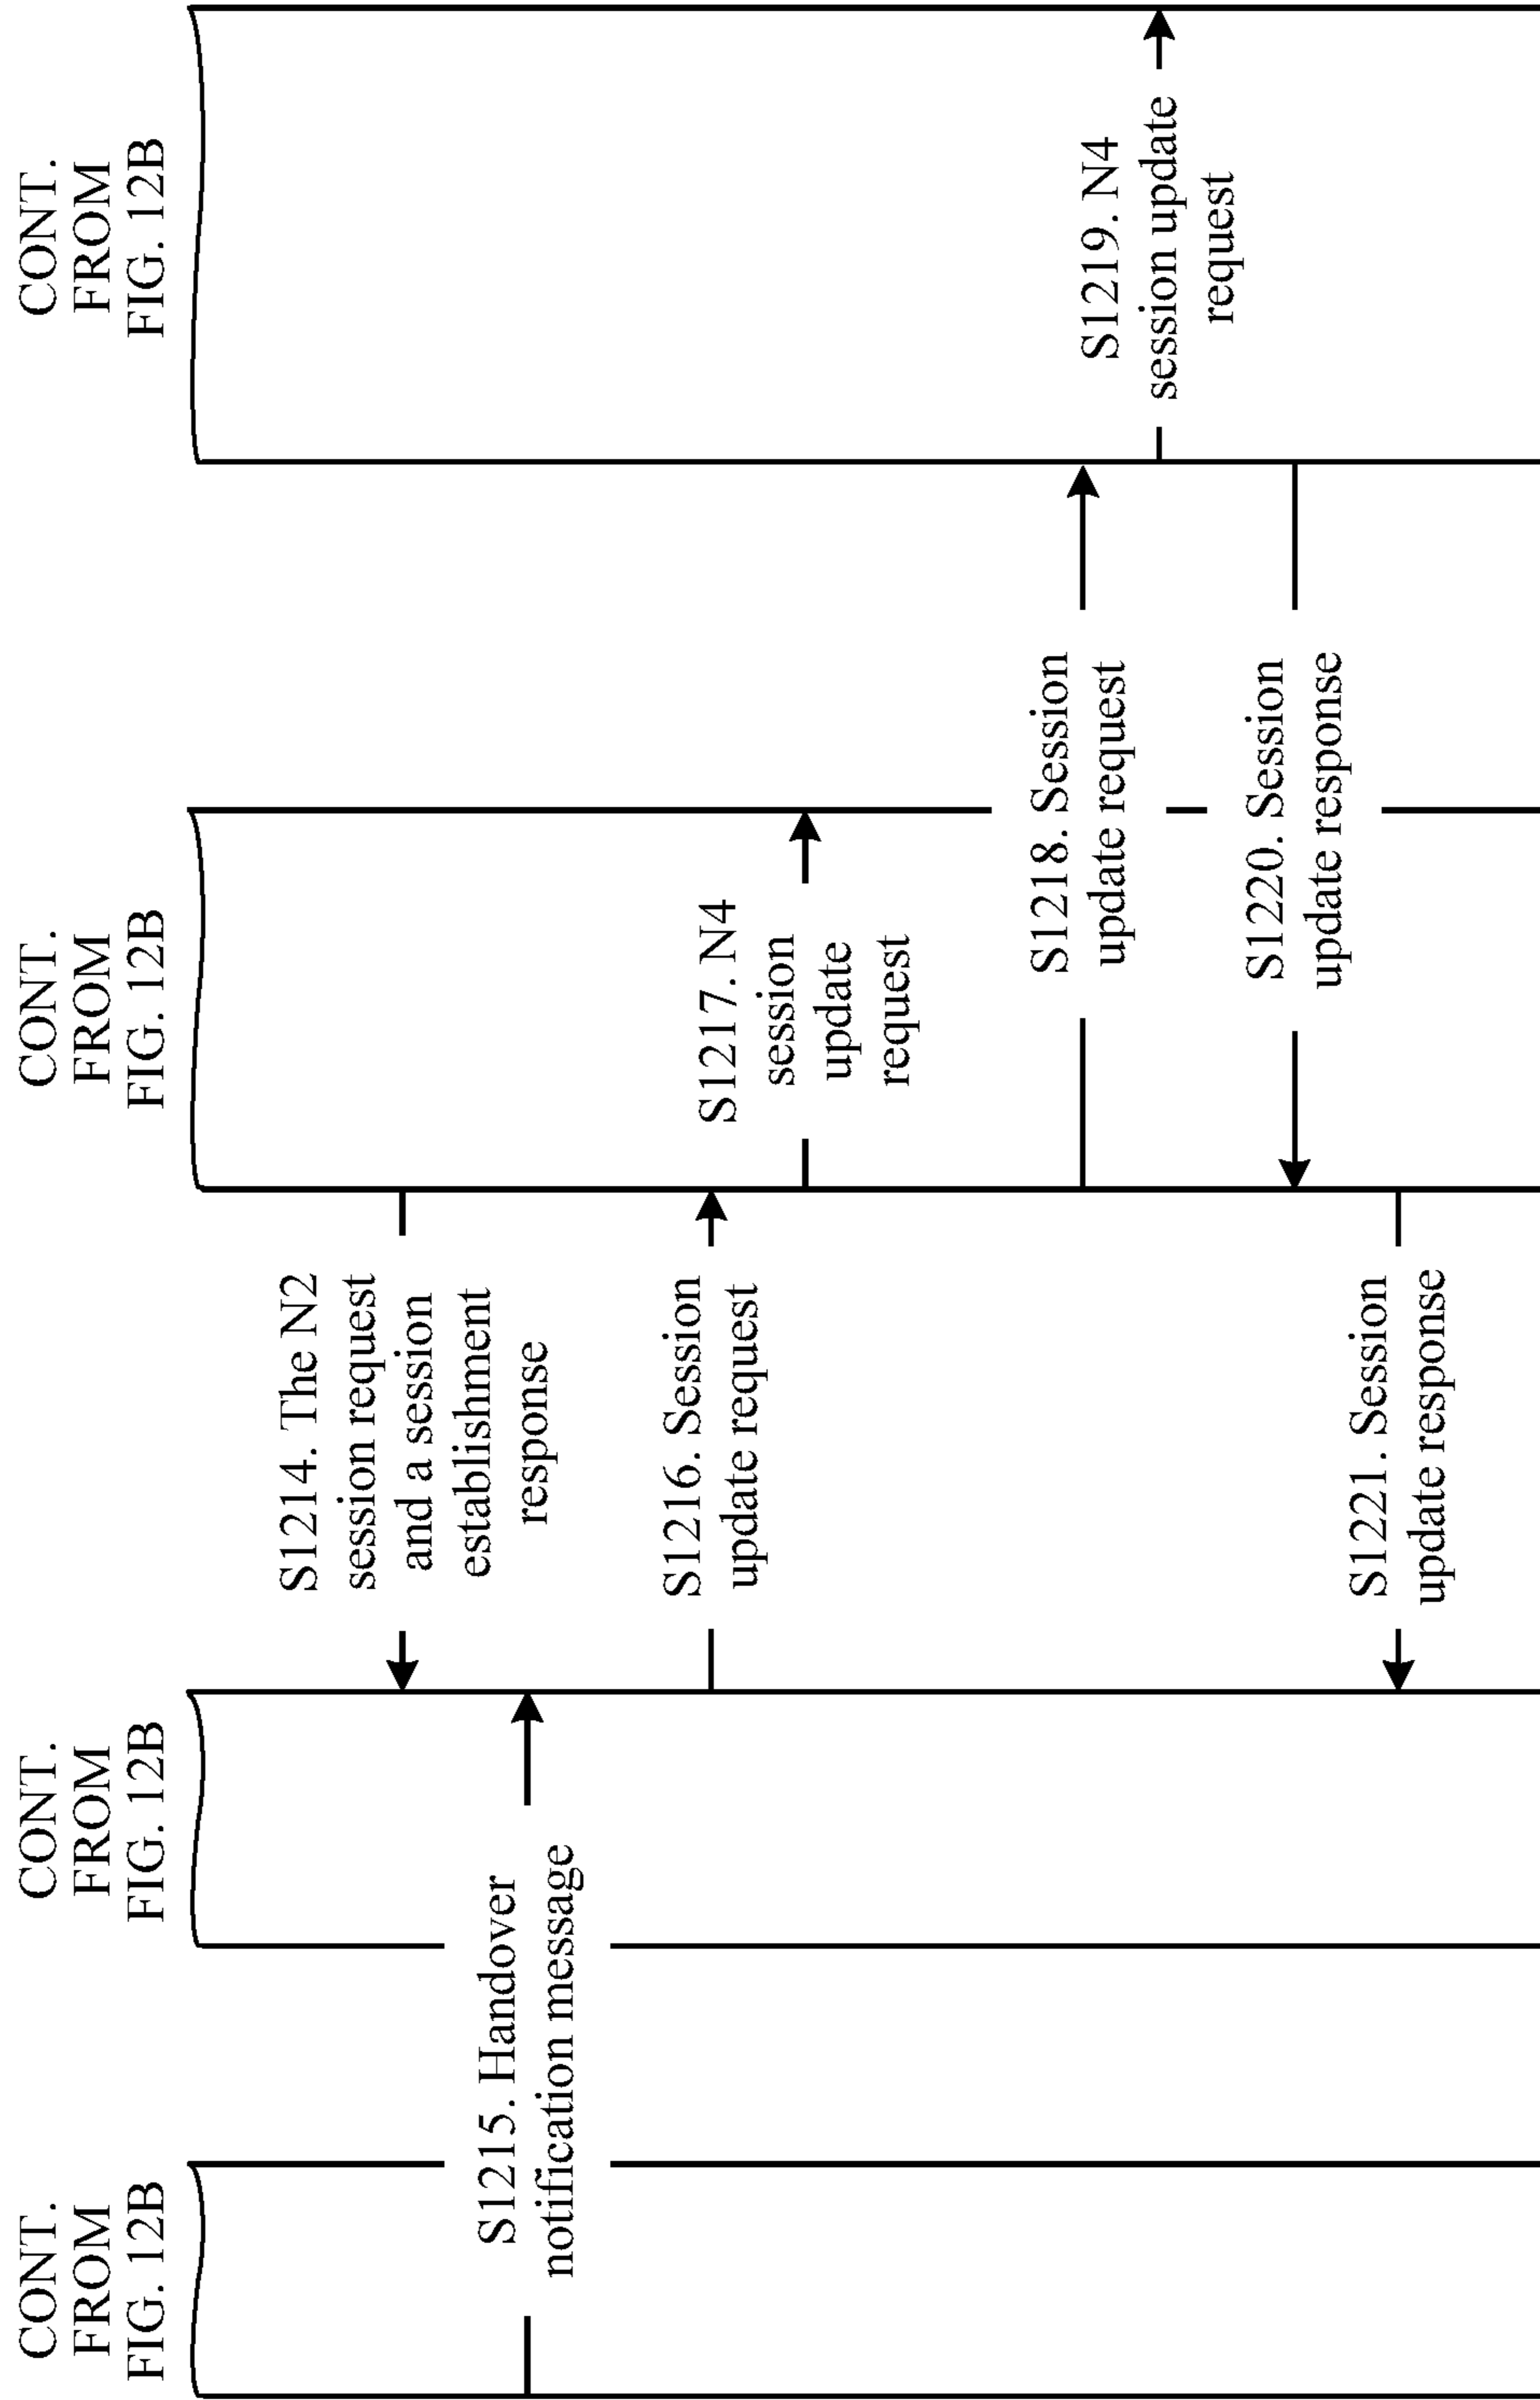 CONT.
FROM
FIG. 12B
CONT.
FROM
FIG. 12B
CONT.
FROM
FIG. 12B
CONT.
FROM
FIG. 12B
S1214. The N2
session request
and a session
establishment
response
S1215. Handover
notification message
S1216. Session
update request
S1217. N4
session
update
request
S1218. Session
update request
S1219. N4
session update
request
S1220. Session
update response
S1221. Session
update response